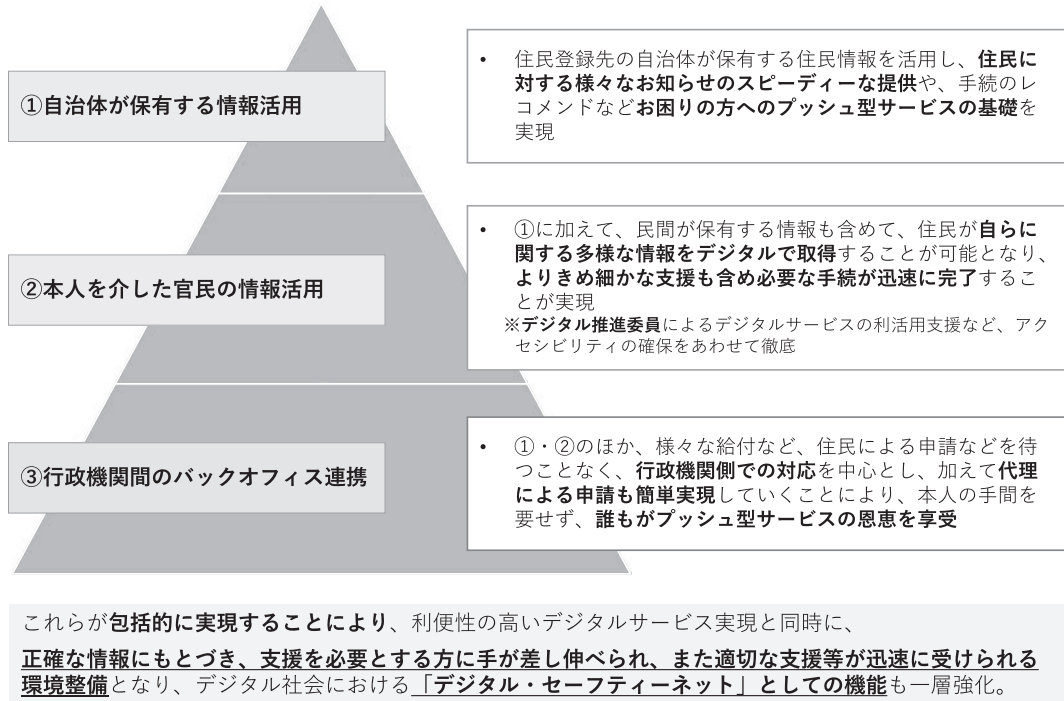 ①自治体が保有する情報活用
• 住民登録先の自治体が保有する住民情報を活用し、住民に
対する様々なお知らせのスピーディーな提供や、手続のレ
コメンドなどお困りの方へのプッシュ型サービスの基礎を
実現
②本人を介した官民の情報活用
• ①に加えて、民間が保有する情報も含めて、住民が自らに
関する多様な情報をデジタルで取得することが可能となり、
よりきめ細かな支援も含め必要な手続が迅速に完了するこ
とが実現
※デジタル推進委員によるデジタルサービスの利活用支援など、アク
セシビリティの確保をあわせて徹底
③行政機関間のバックオフィス連携
• ①・②のほか、様々な給付など、住民による申請などを待
つことなく、行政機関側での対応を中心とし、加えて代理
による申請も簡単実現していくことにより、本人の手間を
要せず、誰もがプッシュ型サービスの恩恵を享受
これらが包括的に実現することにより、利便性の高いデジタルサービス実現と同時に、
正確な情報にもとづき、支援を必要とする方に手が差し伸べられ、また適切な支援等が迅速に受けられる
環境整備となり、デジタル社会における「デジタル・セーフティーネット」としての機能も一層強化。